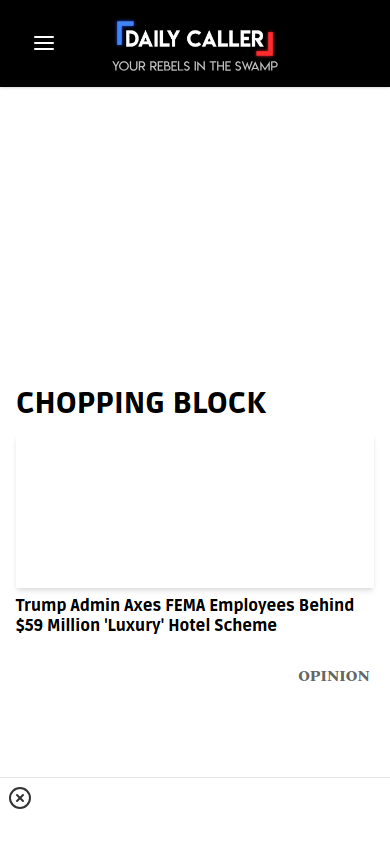 DAILY CALLER
YOUR REBELS IN THE SWAMP
CHOPPING BLOCK
Trump Admin Axes FEMA Employees Behind
$59 Million 'Luxury' Hotel Scheme
OPINION